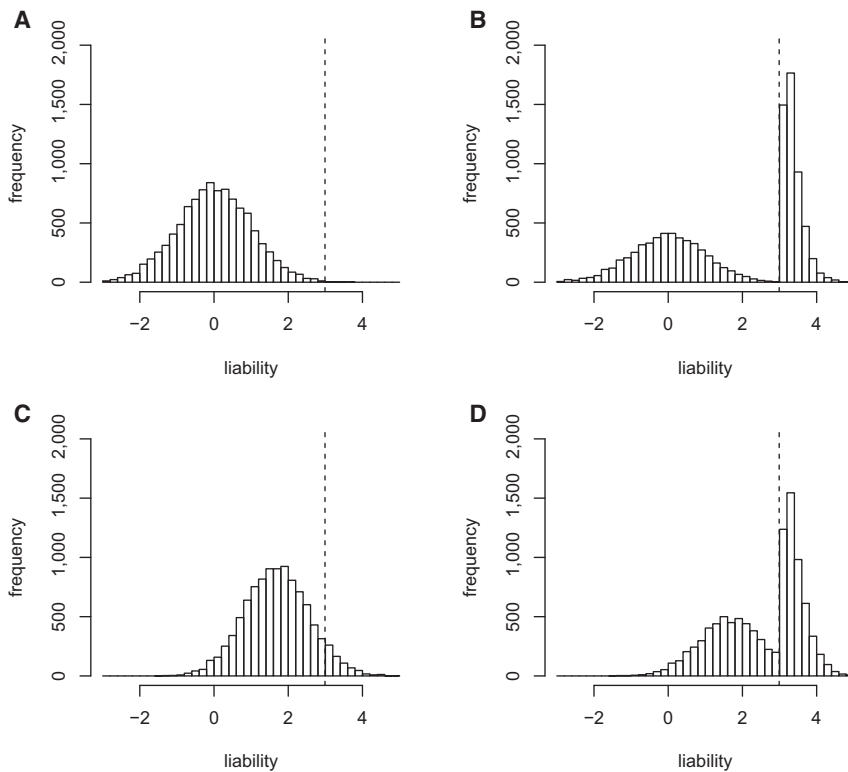 A
2,000
1,500
1,000
500
0
frequency
−2 0 2 4
liability
B
2,000
1,500
1,000
500
0
frequency
−2 0 2 4
liability
C
2,000
1,500
1,000
500
0
frequency
−2 0 2 4
liability
D
2,000
1,500
1,000
500
0
frequency
−2 0 2 4
liability